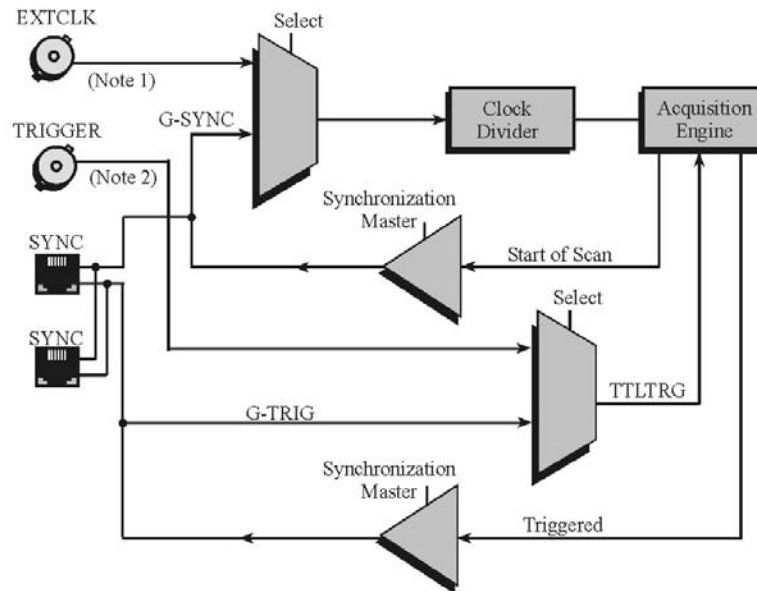 EXTCLK
Select
(Note 1)
G-SYNC
Clock
Divider
Acquisition
Engine
TRIGGER
(Note 2)
Synchronization
Master
SYNC
Start of Scan
Select
SYNC
TTLTRG
G-TRIG
Synchronization
Master
Triggered